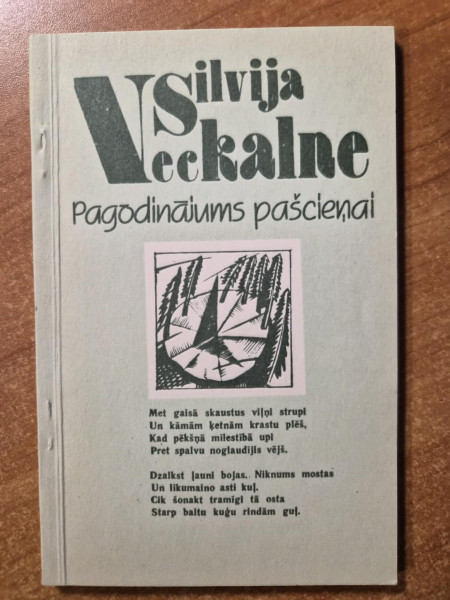 Silvija
Veckalne
Pagodinājums pašcieņai
Met gaisā skaustus viļņi strupi
Un kāmām ķetnām krastu plēš,
Kad pēkšņā mīlestībā upi
Pret spalvu noglaudījis vējš.
Dzalkst ļauni bojas. Niknums mostas
Un līkumaino asti kuļ.
Cik šonakt tramīgi tā osta
Starp baltu kuģu rindām guļ.